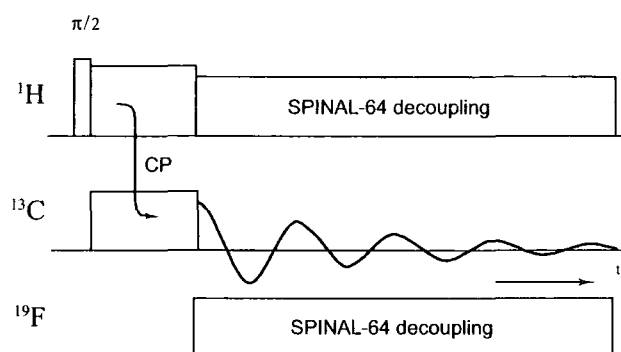 π/2
¹H
SPINAL-64 decoupling
CP
¹³C
t
¹⁹F
SPINAL-64 decoupling